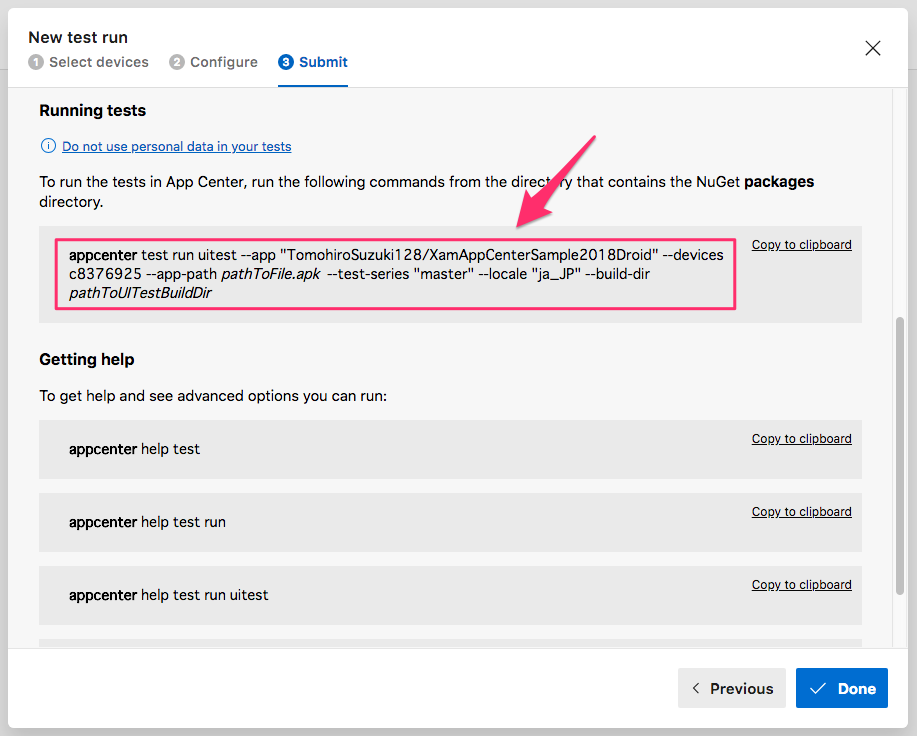 New test run
1 Select devices 2 Configure 3 Submit
Running tests
Do not use personal data in your tests
To run the tests in App Center, run the following commands from the directory that contains the NuGet packages
directory.
Copy to clipboard
appcenter test run uitest --app "TomohiroSuzuki128/XamAppCenterSample2018Droid" --devices
c8376925 --app-path pathToFile.apk --test-series "master" --locale "ja_JP" --build-dir
pathToUITestBuildDir
Getting help
To get help and see advanced options you can run:
Copy to clipboard
appcenter help test
Copy to clipboard
appcenter help test run
Copy to clipboard
appcenter help test run uitest
Previous Done